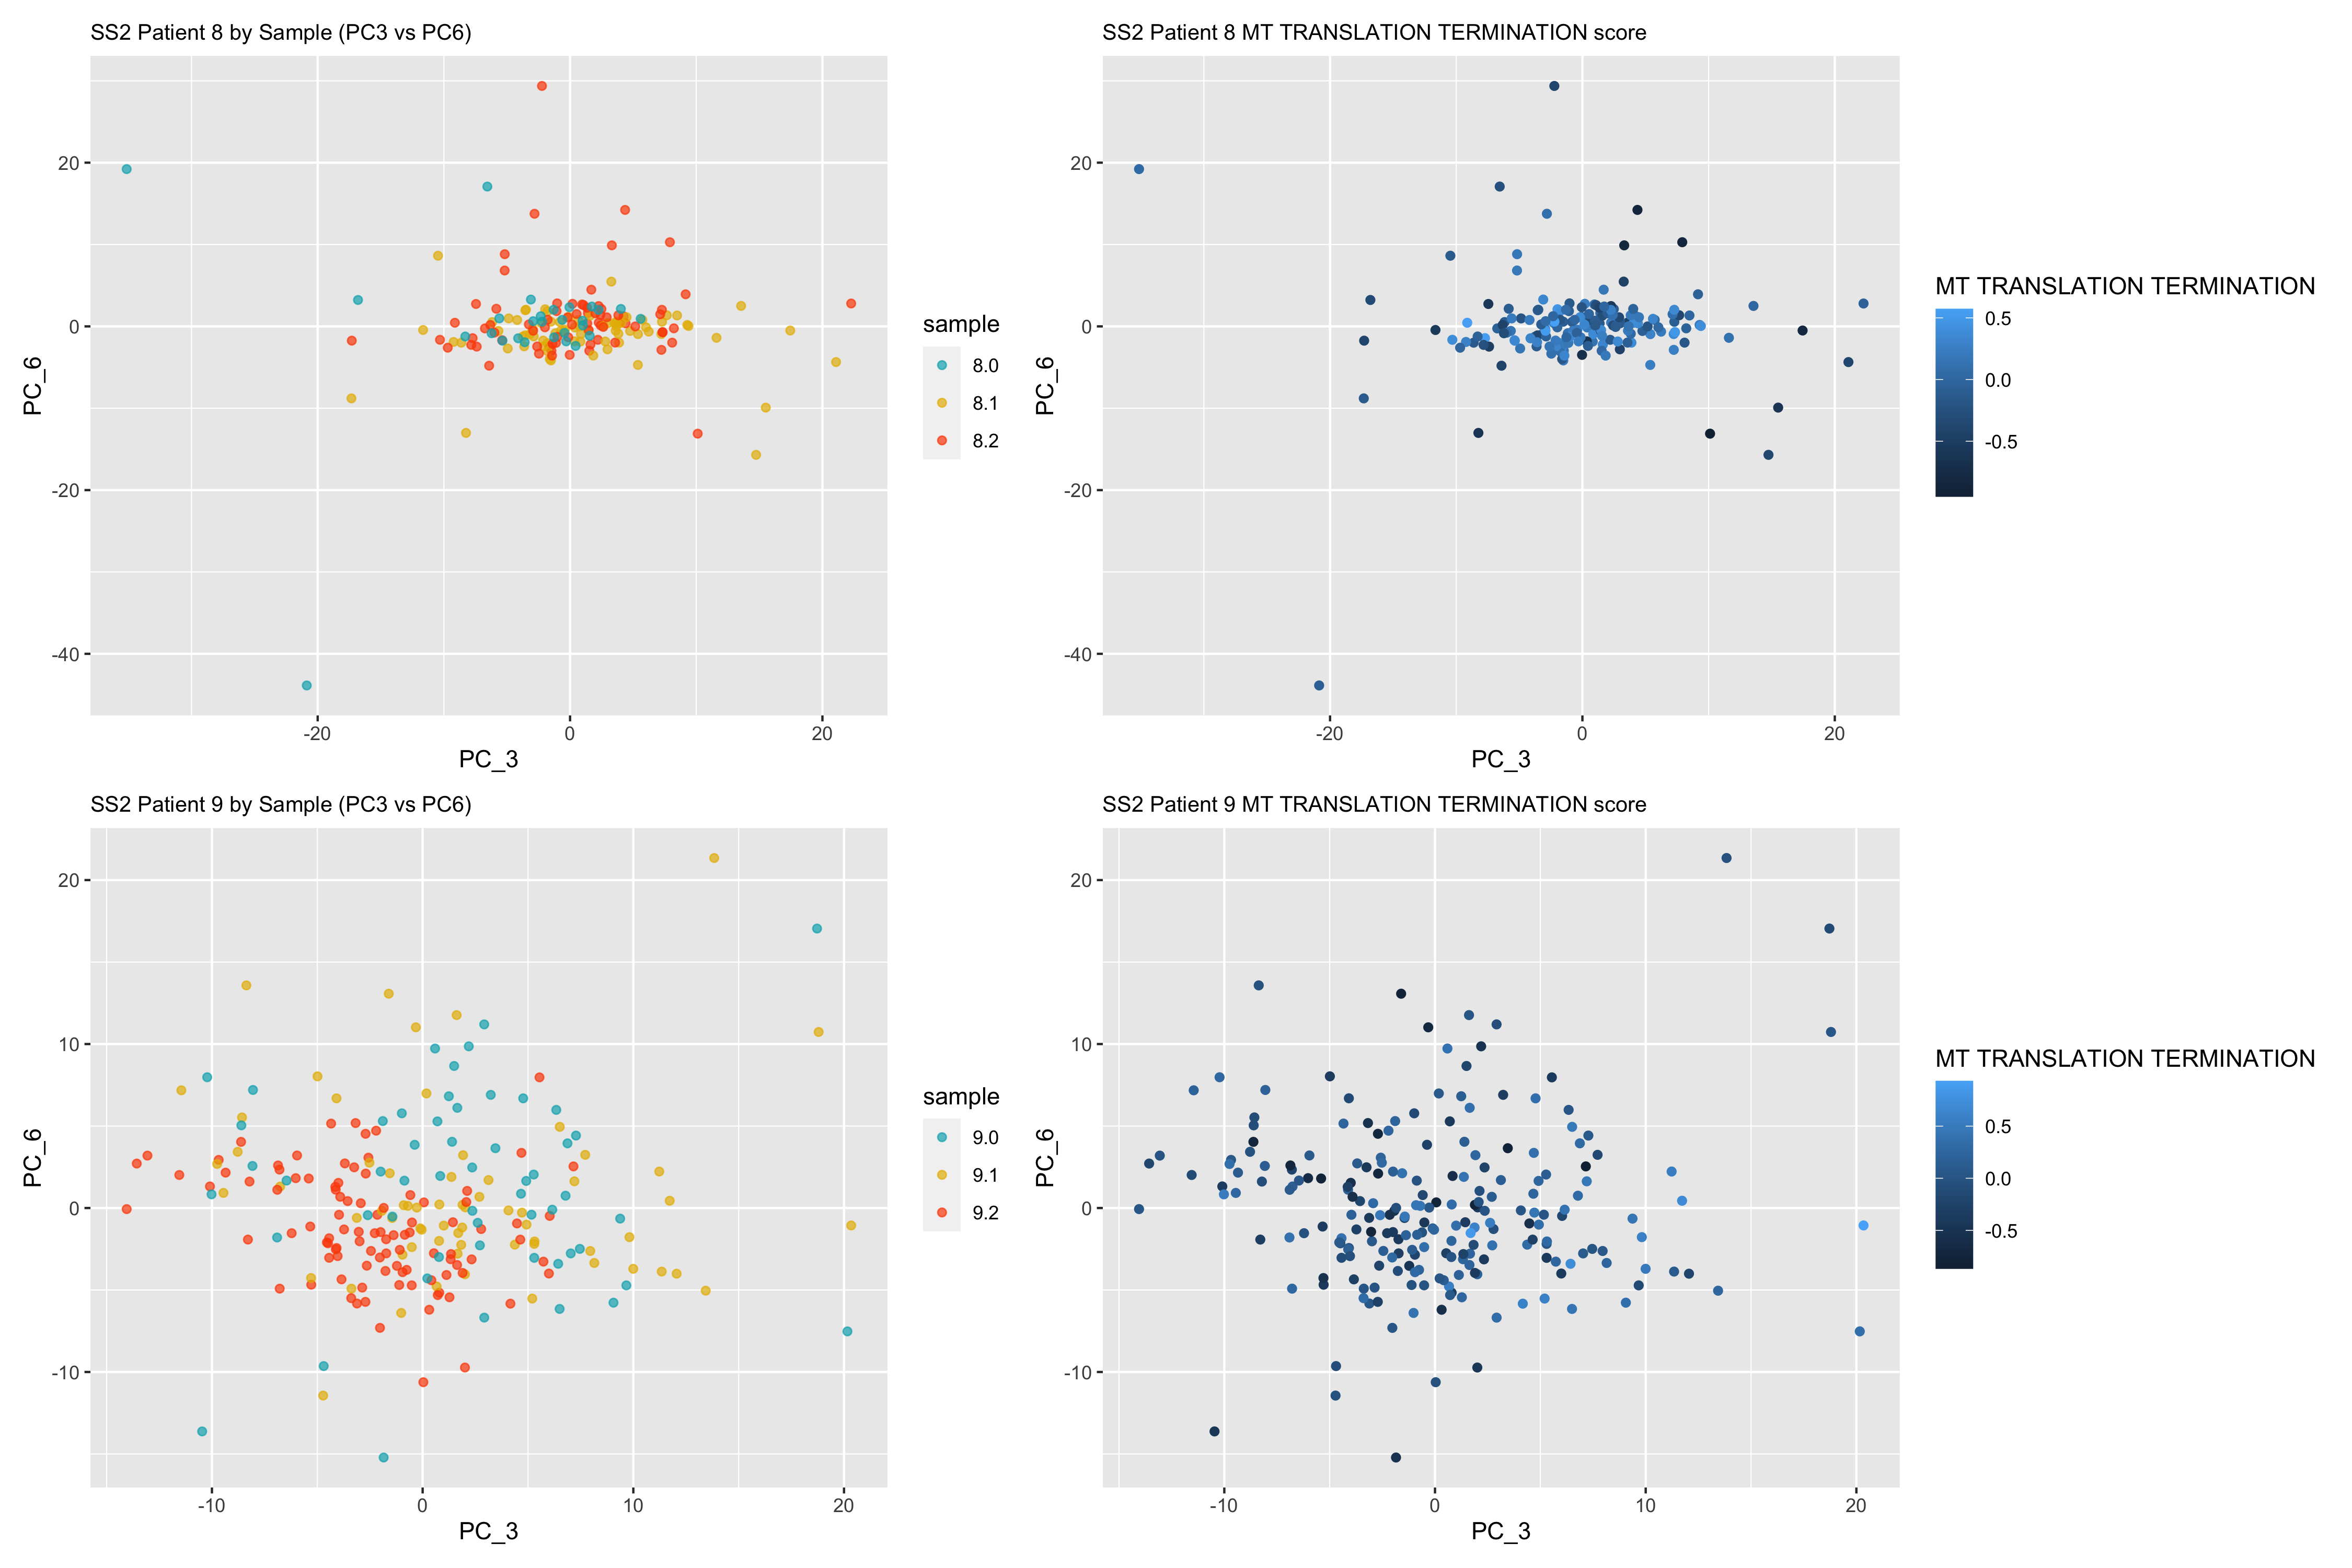 SS2 Patient 8 by Sample (PC3 vs PC6)
20
0
-20
-40
PC_6
-20
0
20
PC_3
sample
8.0
8.1
8.2
SS2 Patient 8 MT TRANSLATION TERMINATION score
20
0
-20
-40
PC_6
-20
0
20
PC_3
MT TRANSLATION TERMINATION
0.5
0.0
-0.5
SS2 Patient 9 by Sample (PC3 vs PC6)
20
10
0
-10
PC_6
-10
0
10
20
PC_3
sample
9.0
9.1
9.2
SS2 Patient 9 MT TRANSLATION TERMINATION score
20
10
0
-10
PC_6
-10
0
10
20
PC_3
MT TRANSLATION TERMINATION
0.5
0.0
-0.5